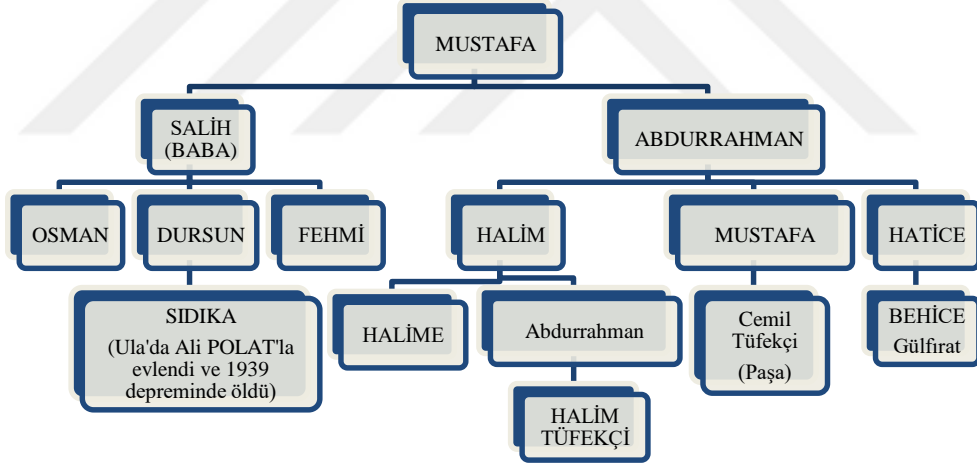 MUSTAFA
SALİH
(BABA)
ABDURRAHMAN
OSMAN
DURSUN
FEHMİ
HALİM
MUSTAFA
HATİCE
SIDIKA
(Ula'da Ali POLAT'la
evlendi ve 1939
depreminde öldü)
HALİME
Abdurrahman
Cemil
Tüfekçi
(Paşa)
BEHİCE
Gülfırat
HALİM
TÜFEKÇİ